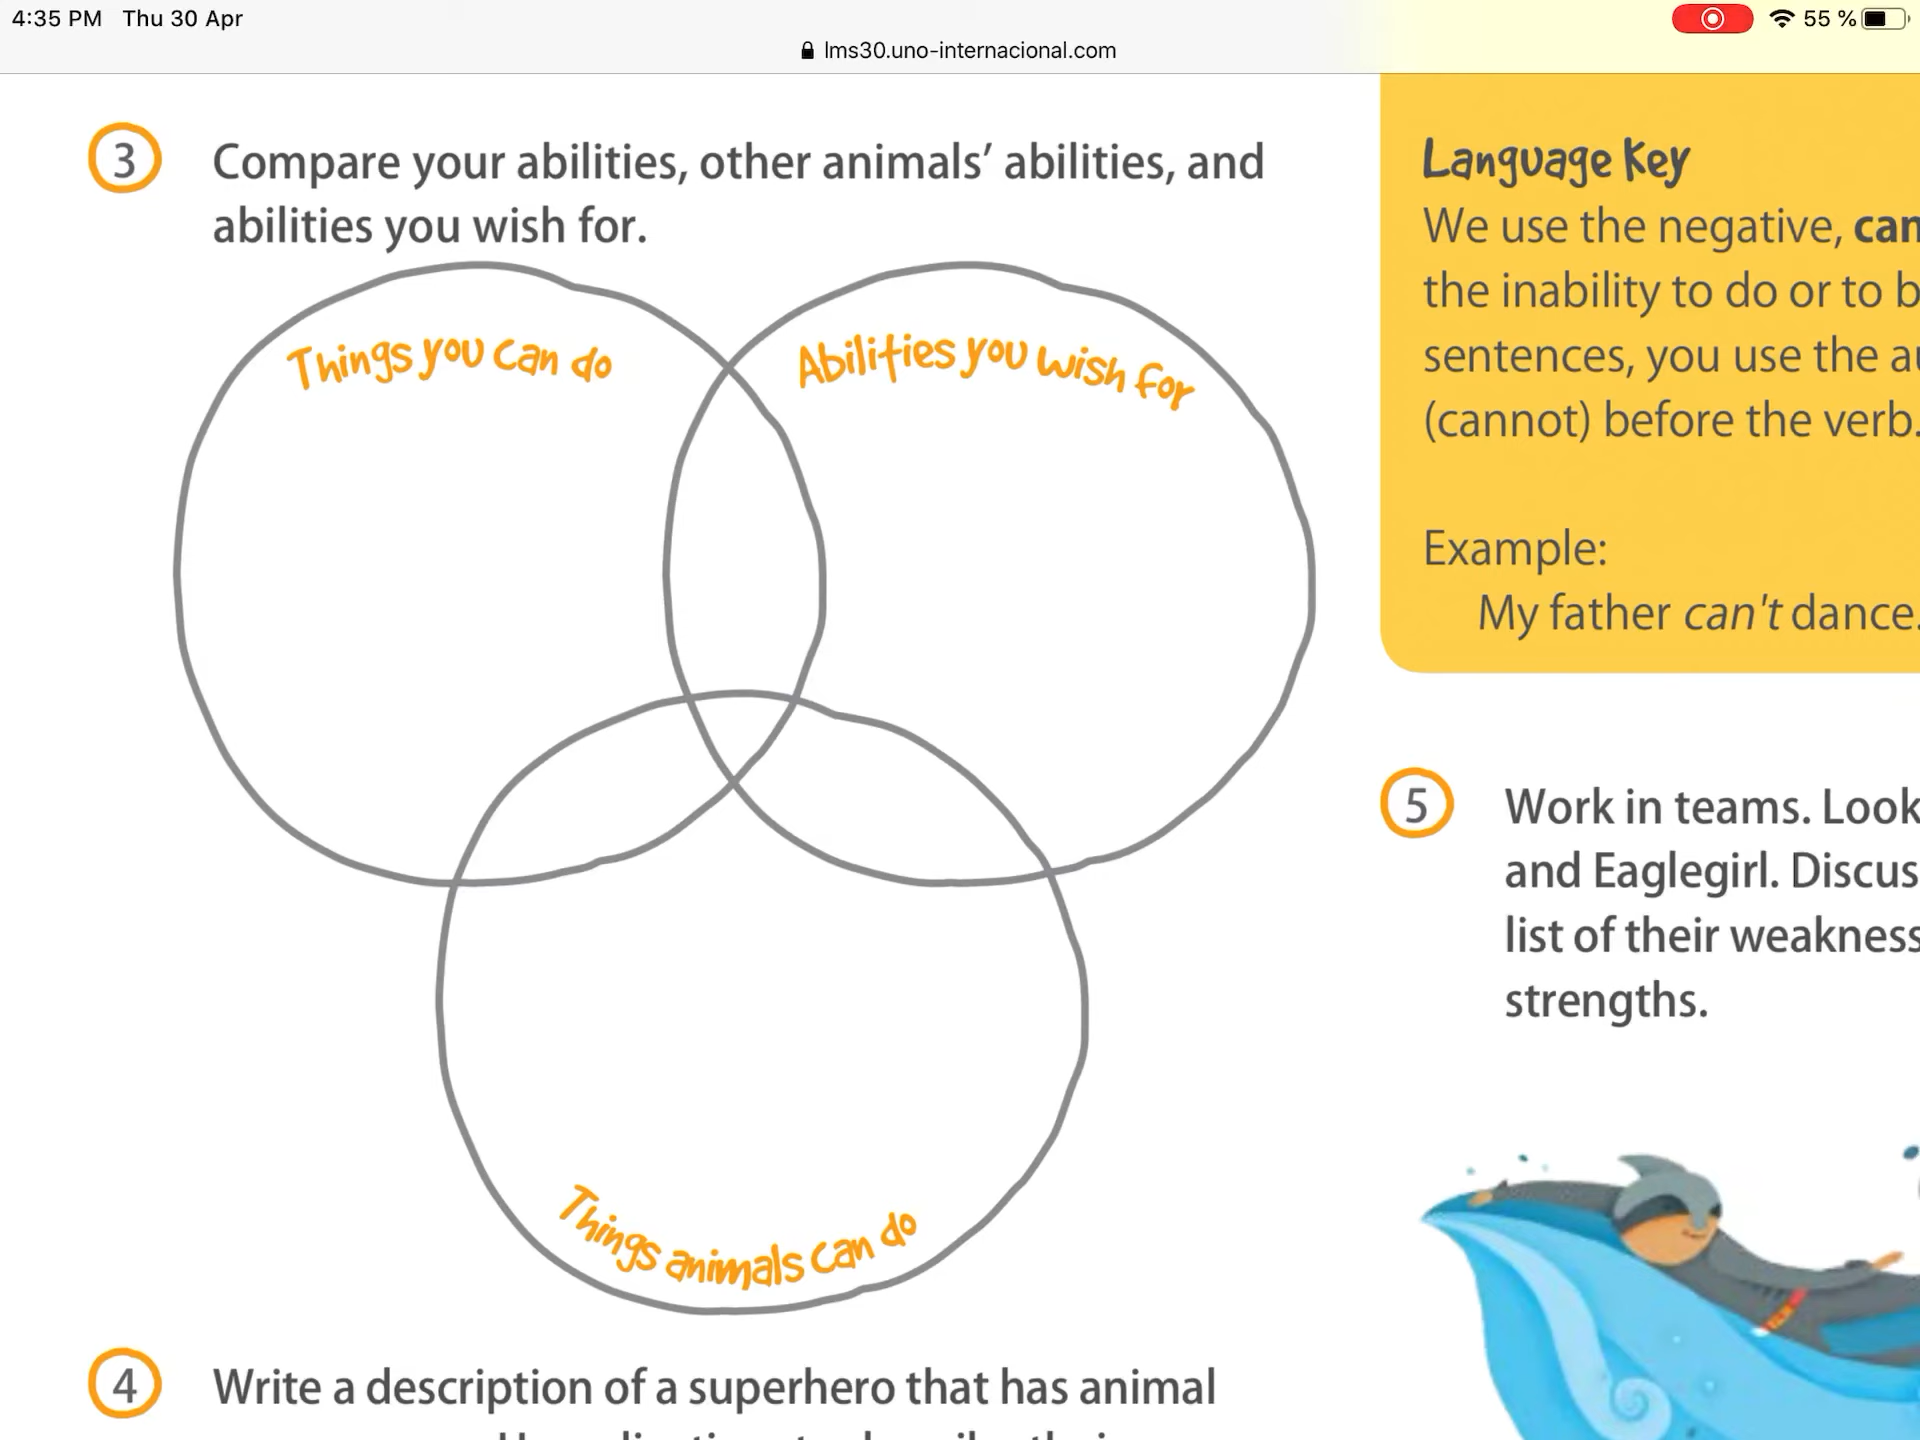 4:35 PM Thu 30 Apr
55 %
lms30.uno-internacional.com
3
Compare your abilities, other animals’ abilities, and
abilities you wish for.
Things you can do
Abilities you wish for
Things animals can do
4
Write a description of a superhero that has animal
Language Key
We use the negative, can
the inability to do or to b
sentences, you use the au
(cannot) before the verb.
Example:
My father can't dance.
5
Work in teams. Look
and Eaglegirl. Discus
list of their weakness
strengths.